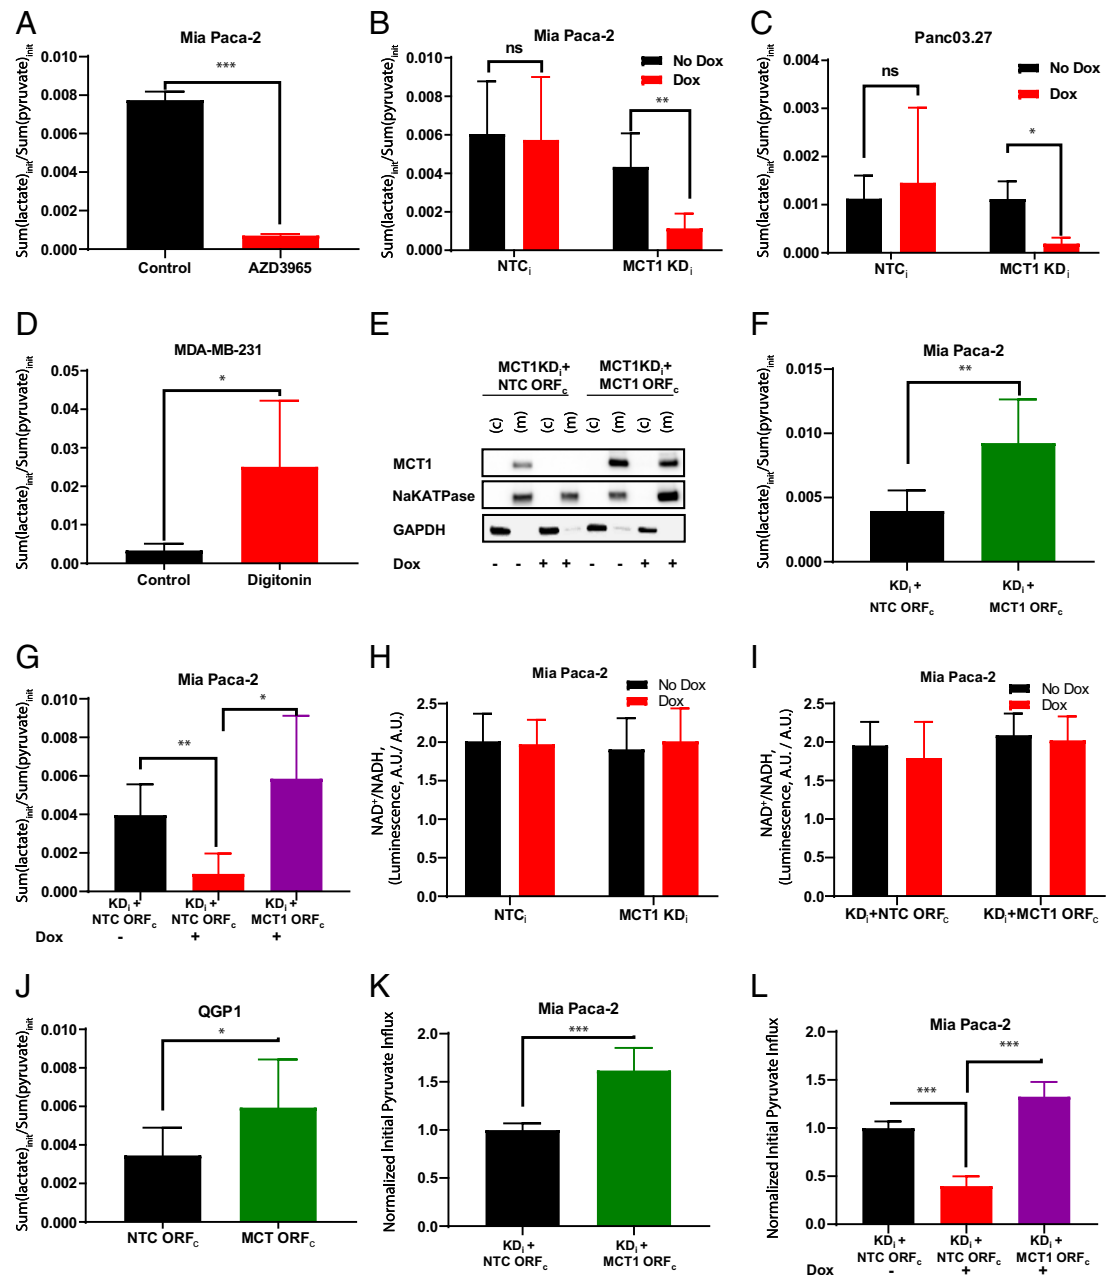 A
Mia Paca-2
Sum(lactate)init/Sum(pyruvate)init
0.010
0.008
0.006
0.004
0.002
0.000
***
Control
AZD3965
B
Mia Paca-2
Sum(lactate)init/Sum(pyruvate)init
0.010
0.008
0.006
0.004
0.002
0.000
ns
**
No Dox
Dox
NTCi
MCT1 KDi
C
Panc03.27
Sum(lactate)init/Sum(pyruvate)init
0.004
0.003
0.002
0.001
0.000
ns
*
No Dox
Dox
NTCi
MCT1 KDi
D
MDA-MB-231
Sum(lactate)init/Sum(pyruvate)init
0.05
0.04
0.03
0.02
0.01
0.00
*
Control
Digitonin
E
MCT1KDi+
NTC ORFc
MCT1KDi+
MCT1 ORFc
(c) (m) (c) (m) (c) (m) (c) (m)
MCT1
NaKATPase
GAPDH
Dox - - + + - - + +
F
Mia Paca-2
Sum(lactate)init/Sum(pyruvate)init
0.015
0.010
0.005
0.000
**
KDi +
NTC ORFc
KDi +
MCT1 ORFc
G
Mia Paca-2
Sum(lactate)init/Sum(pyruvate)init
0.010
0.008
0.006
0.004
0.002
0.000
**
*
KDi +
NTC ORFc
KDi +
NTC ORFc
KDi +
MCT1 ORFc
Dox - + +
H
Mia Paca-2
NAD+/NADH,
(Luminescence, A.U./ A.U.)
2.5
2.0
1.5
1.0
0.5
0.0
No Dox
Dox
NTCi
MCT1 KDi
I
Mia Paca-2
NAD+/NADH,
(Luminescence, A.U. / A.U.)
2.5
2.0
1.5
1.0
0.5
0.0
No Dox
Dox
KDi+NTC ORFc
KDi+MCT1 ORFc
J
QGP1
Sum(lactate)init/Sum(pyruvate)init
0.010
0.008
0.006
0.004
0.002
0.000
*
NTC ORFc
MCT ORFc
K
Mia Paca-2
Normalized Initial Pyruvate Influx
2.0
1.5
1.0
0.5
0.0
***
KDi +
NTC ORFc
KDi +
MCT1 ORFc
L
Mia Paca-2
Normalized Initial Pyruvate Influx
2.0
1.5
1.0
0.5
0.0
***
***
KDi +
NTC ORFc
KDi +
NTC ORFc
KDi +
MCT1 ORFc
Dox - + +